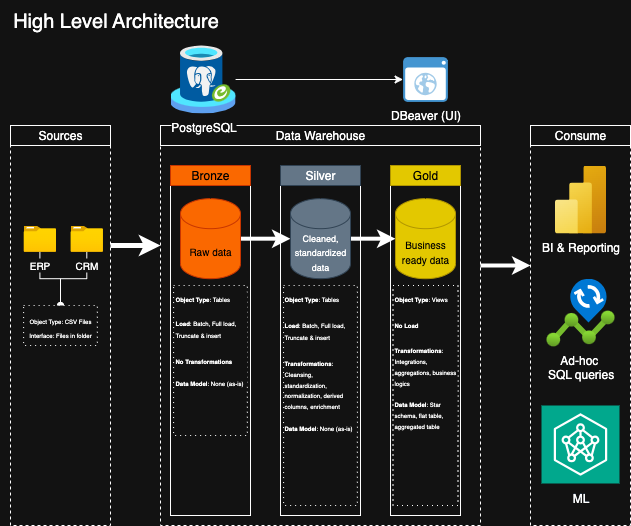 High Level Architecture
PostgreSQL
DBeaver (UI)
Sources
Data Warehouse
Consume
ERP
CRM
Object Type: CSV Files
Interface: Files in folder
Bronze
Raw data
Object Type: Tables
Load: Batch, Full load,
Truncate & insert
No Transformations
Data Model: None (as-is)
Silver
Cleaned,
standardized
data
Object Type: Tables
Load: Batch, Full load,
Truncate & insert
Transformations:
Cleansing,
standardization,
normalization, derived
columns, enrichment
Data Model: None (as-is)
Gold
Business
ready data
Object Type: Views
No Load
Transformations:
Integrations,
aggregations, business
logics
Data Model: Star
schema, flat table,
aggregated table
BI & Reporting
Ad-hoc
SQL queries
ML